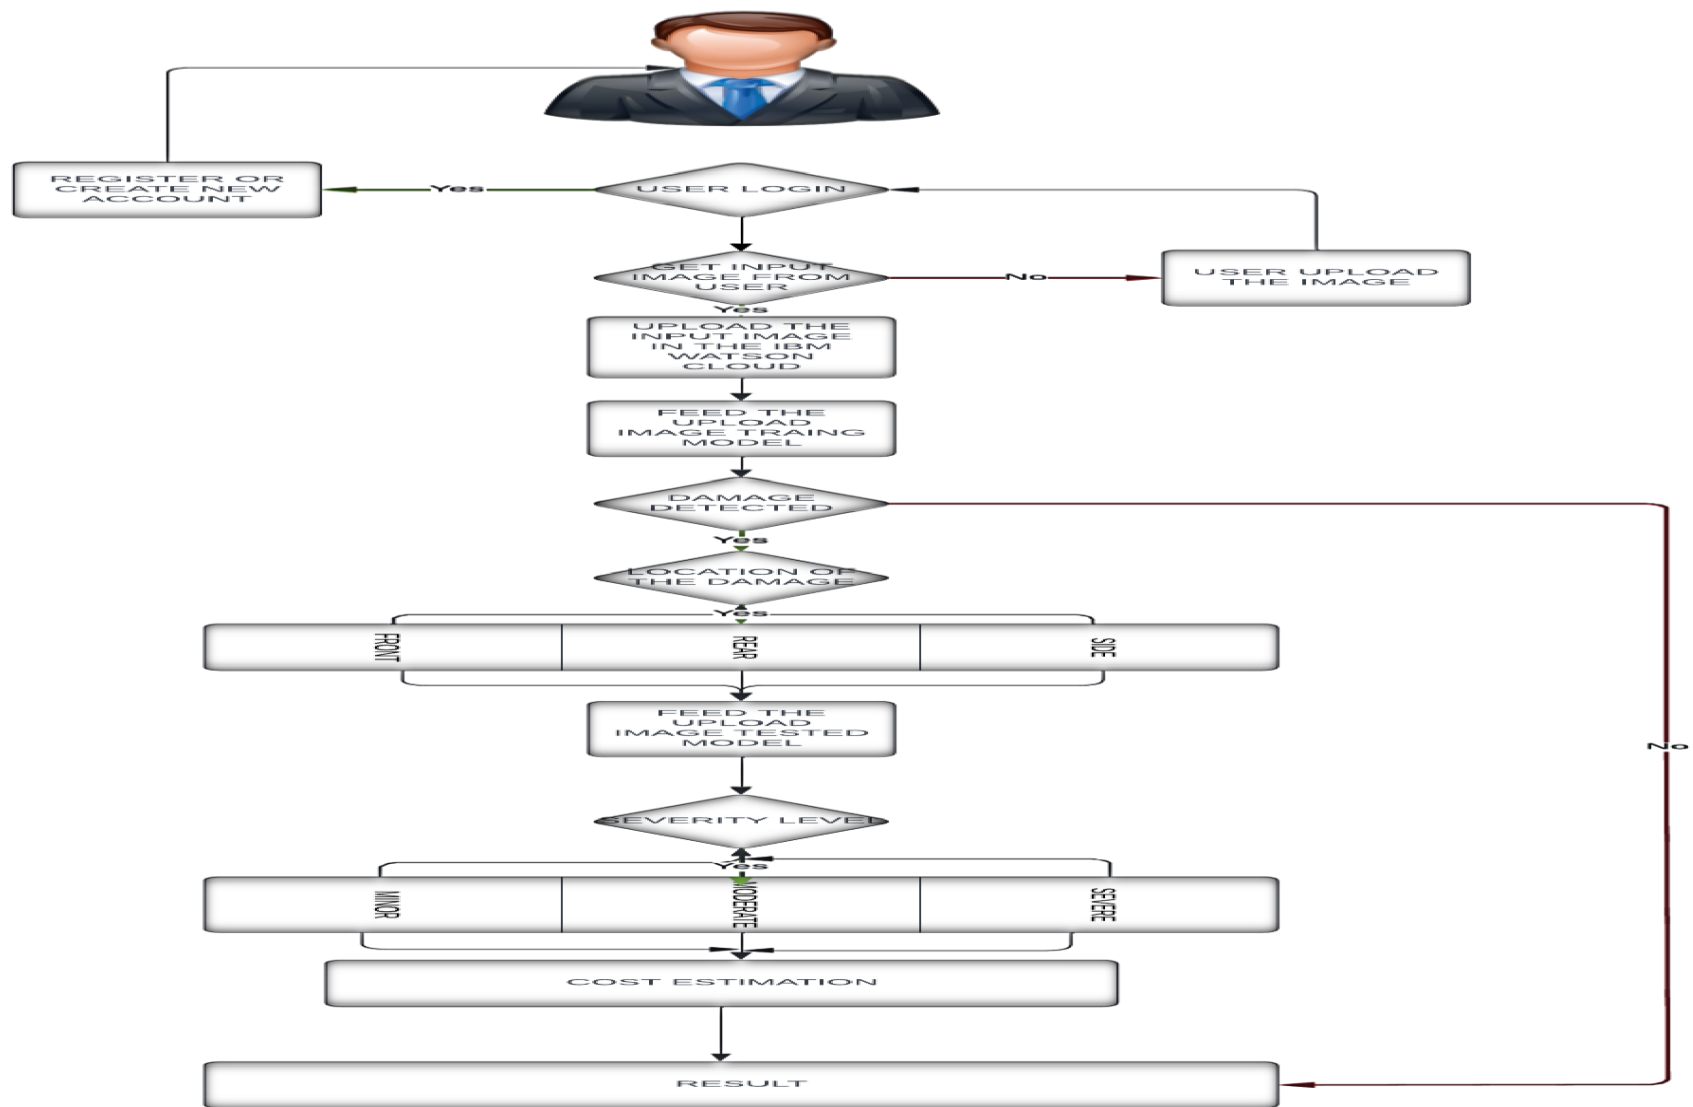 REGISTER OR
CREATE NEW
ACCOUNT
Yes
USER LOGIN
GET INPUT
IMAGE FROM
USER
No
USER UPLOAD
THE IMAGE
Yes
UPLOAD THE
INPUT IMAGE
IN THE IBM
WATSON
CLOUD
FEED THE
UPLOAD
IMAGE TRAING
MODEL
DAMAGE
DETECTED
Yes
LOCATION OF
THE DAMAGE
Yes
FRONT
REAR
SIDE
FEED THE
UPLOAD
IMAGE TESTED
MODEL
No
SEVERITY LEVEL
Yes
MINOR
MODERATE
SEVERE
COST ESTIMATION
RESULT